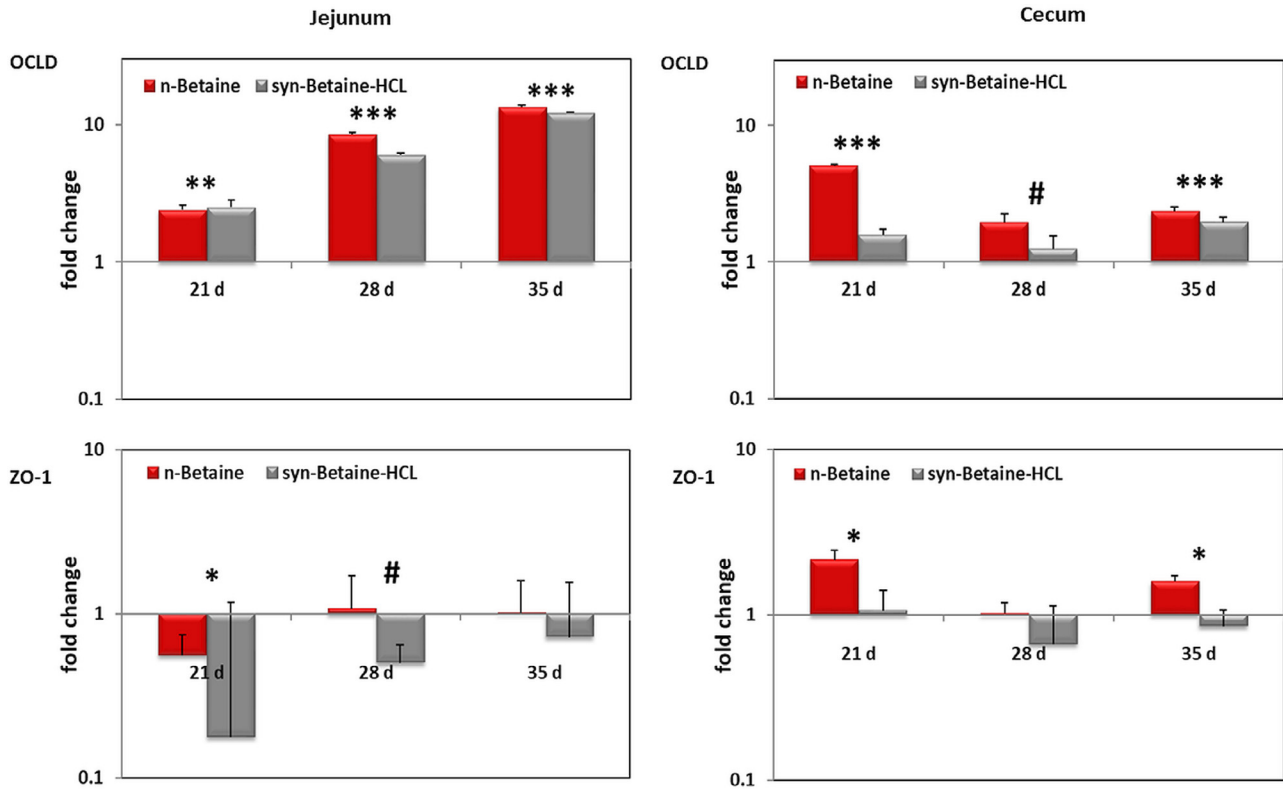 Jejunum
OCLD
n-Betaine syn-Betaine-HCL
fold change
10
1
0.1
** *** ***
21 d 28 d 35 d
Cecum
OCLD
n-Betaine syn-Betaine-HCL
fold change
10
1
0.1
*** # ***
21 d 28 d 35 d
ZO-1
n-Betaine syn-Betaine-HCL
fold change
10
1
0.1
* #
21 d 28 d 35 d
ZO-1
n-Betaine syn-Betaine-HCL
fold change
10
1
0.1
* *
21 d 28 d 35 d